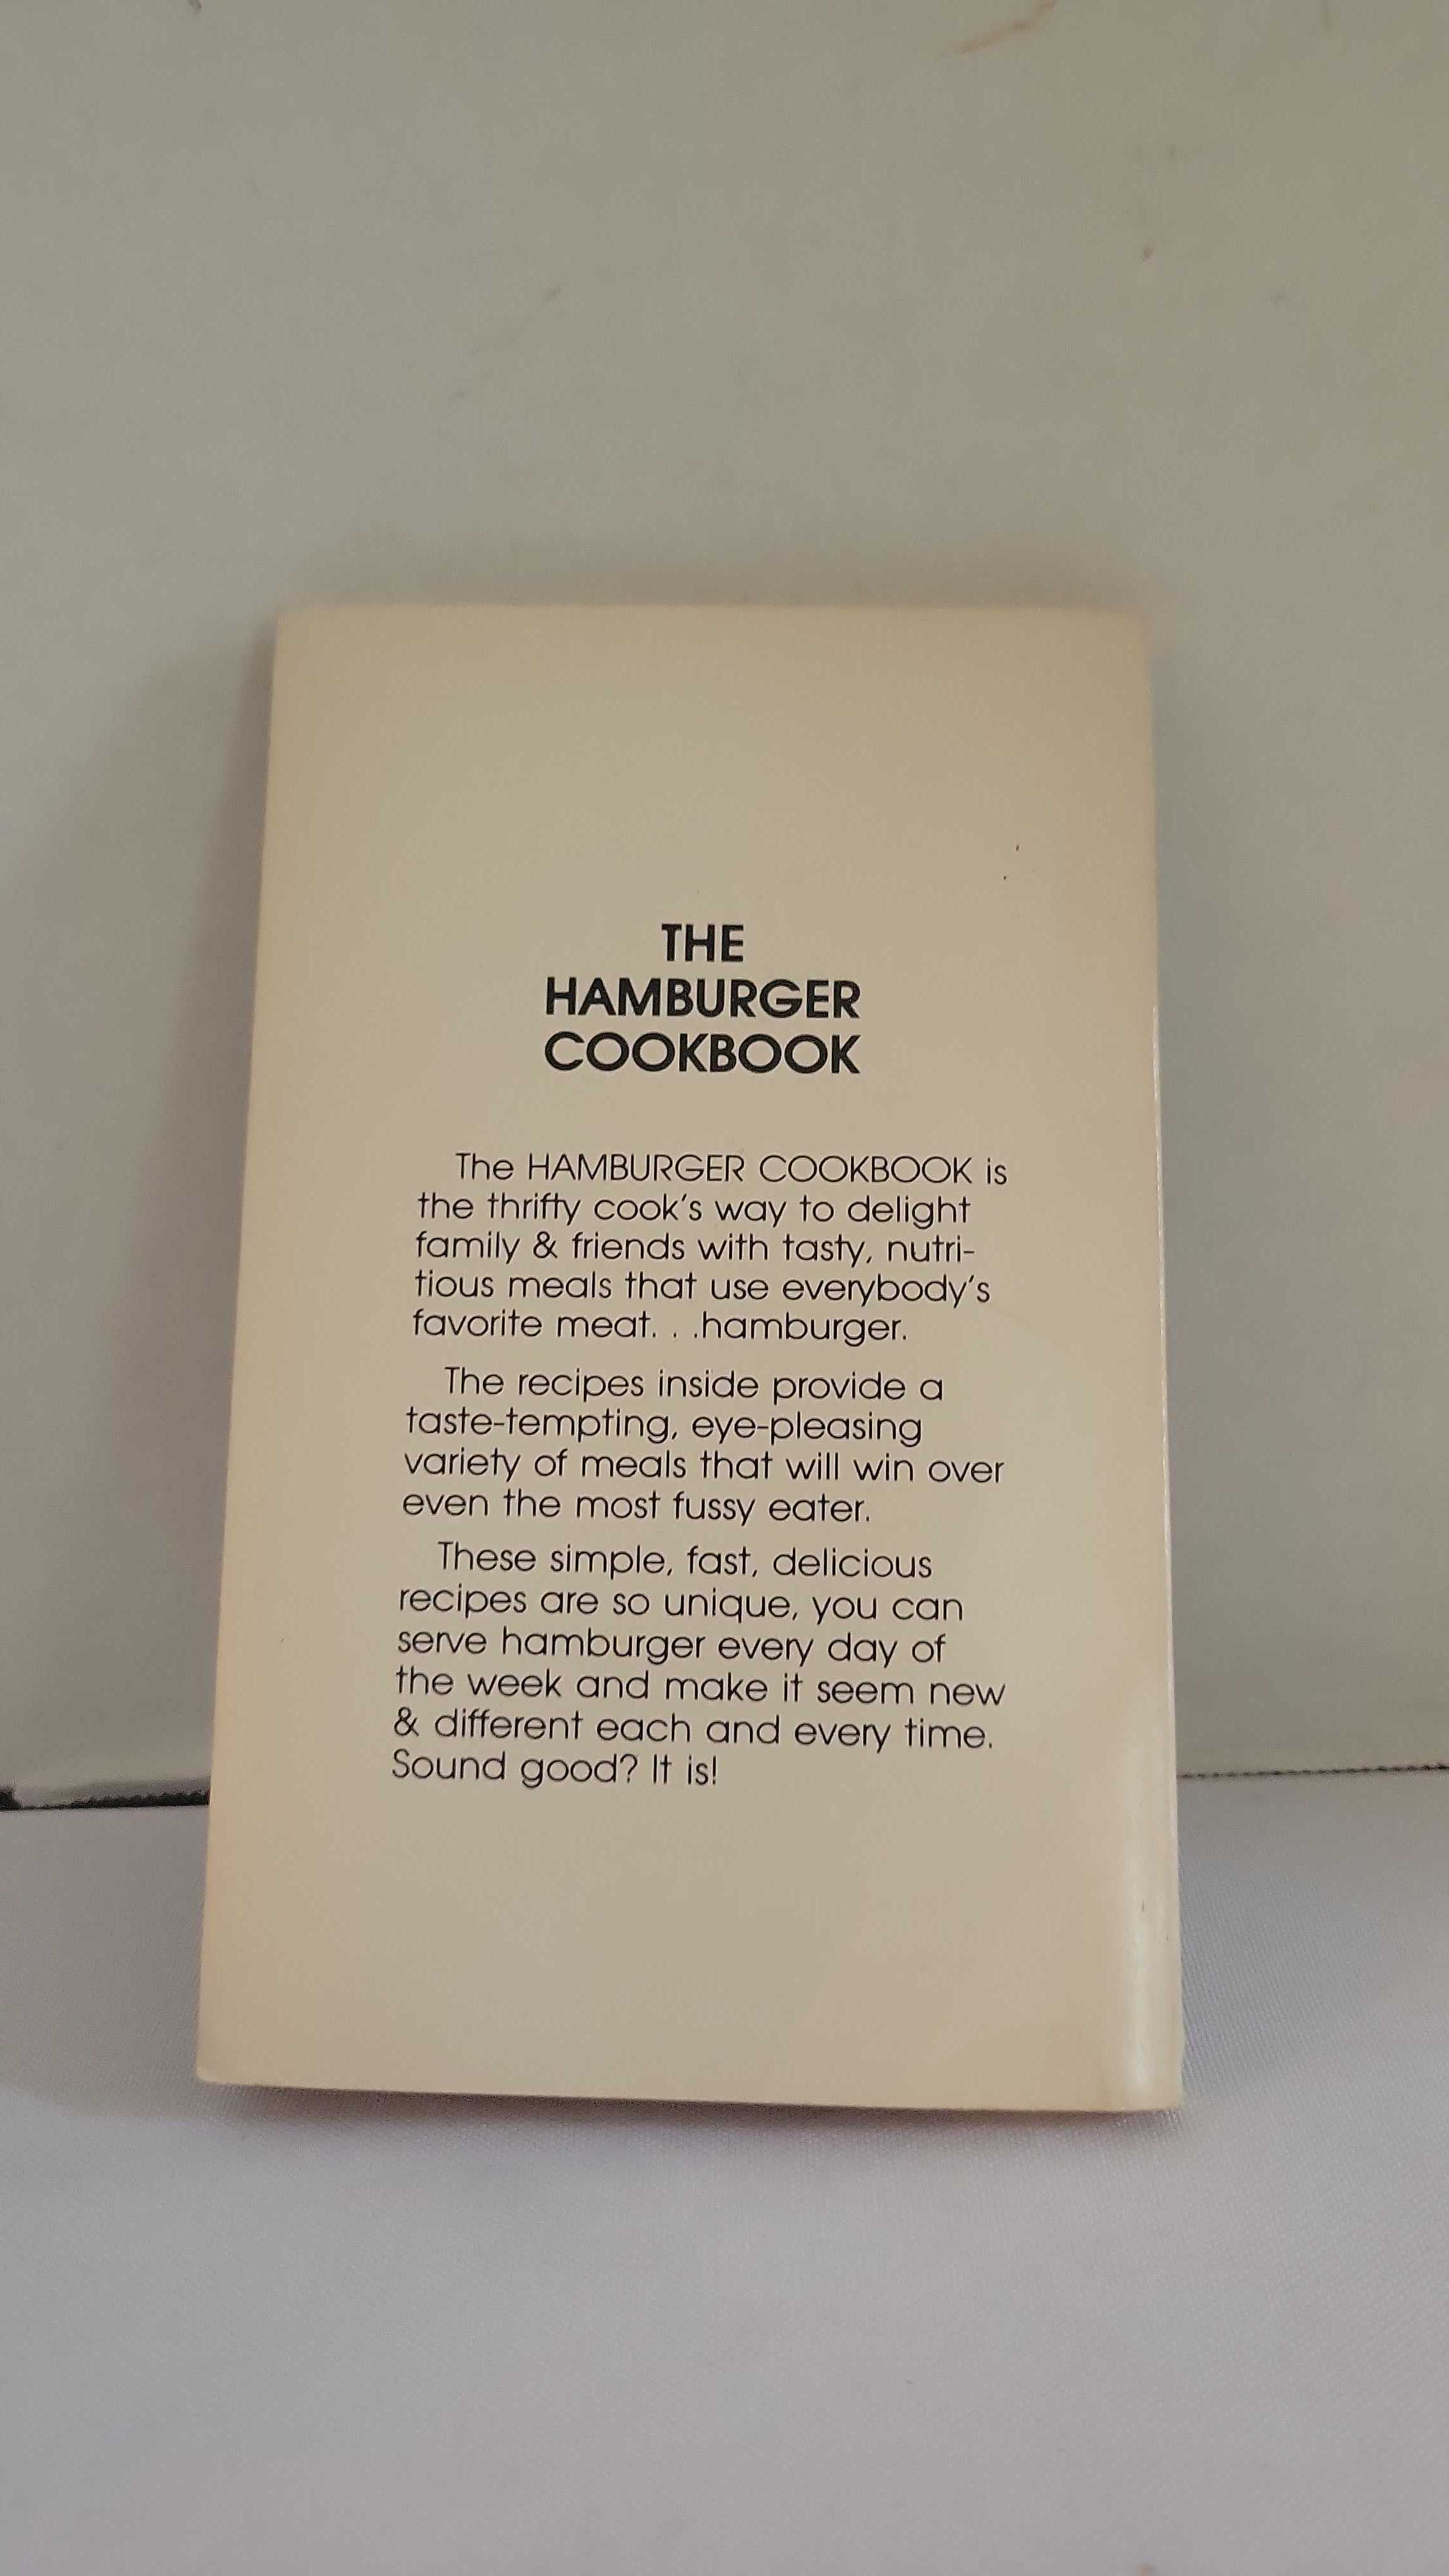 THE
HAMBURGER
COOKBOOK
The HAMBURGER COOKBOOK is
the thrifty cook's way to delight
family & friends with tasty, nutri-
tious meals that use everybody's
favorite meat. . .hamburger.
The recipes inside provide a
taste-tempting, eye-pleasing
variety of meals that will win over
even the most fussy eater.
These simple, fast, delicious
recipes are so unique, you can
serve hamburger every day of
the week and make it seem new
& different each and every time.
Sound good? It is!